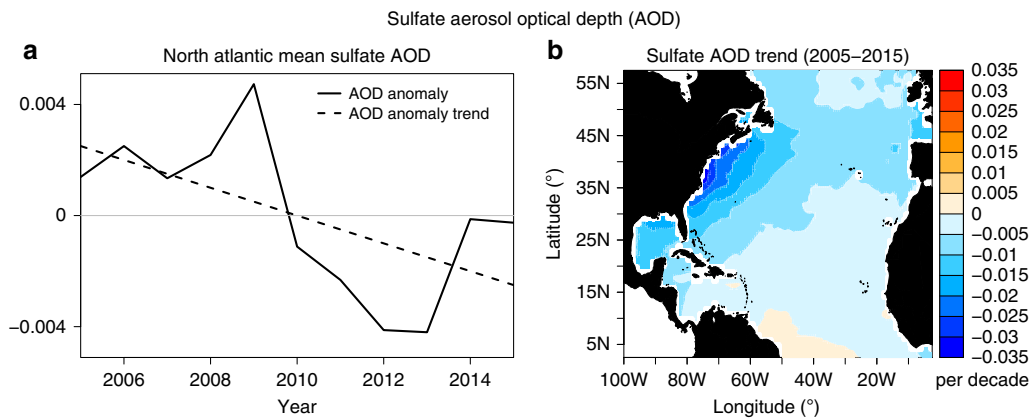 Sulfate aerosol optical depth (AOD)
a
North atlantic mean sulfate AOD
AOD anomaly
AOD anomaly trend
0.004
0
−0.004
2006 2008 2010 2012 2014
Year
b
Sulfate AOD trend (2005–2015)
55N
45N
35N
25N
15N
5N
Latitude (°)
100W 80W 60W 40W 20W
Longitude (°)
0.035
0.03
0.025
0.02
0.015
0.01
0.005
0
−0.005
−0.01
−0.015
−0.02
−0.025
−0.03
−0.035
per decade